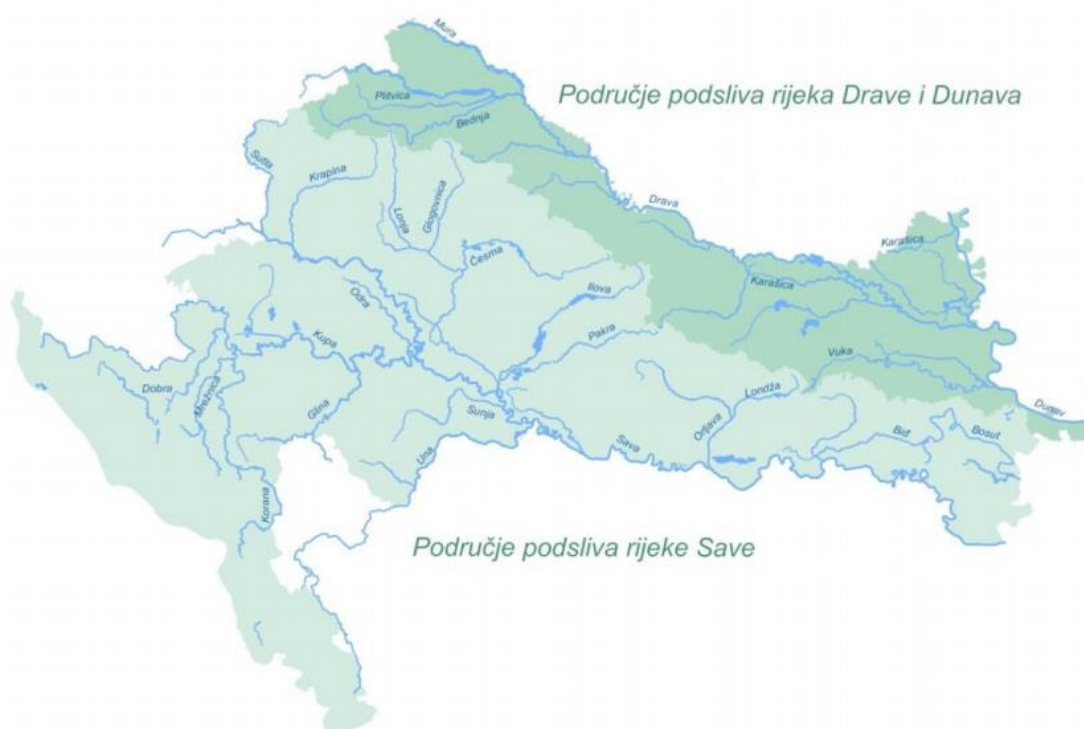 Mura
Područje podsliva rijeka Drave i Dunava
Plitvica
Bednja
Sutla
Krapina
Lonja
Glogovnica
Drava
Karašica
Česma
Ilova
Karašica
Odra
Pakra
Kupa
Vuka
Dobra
Mrežnica
Londža
Glina
Sunja
Dunav
Orljava
Bosut
Sava
Biđ
Una
Korana
Područje podsliva rijeke Save